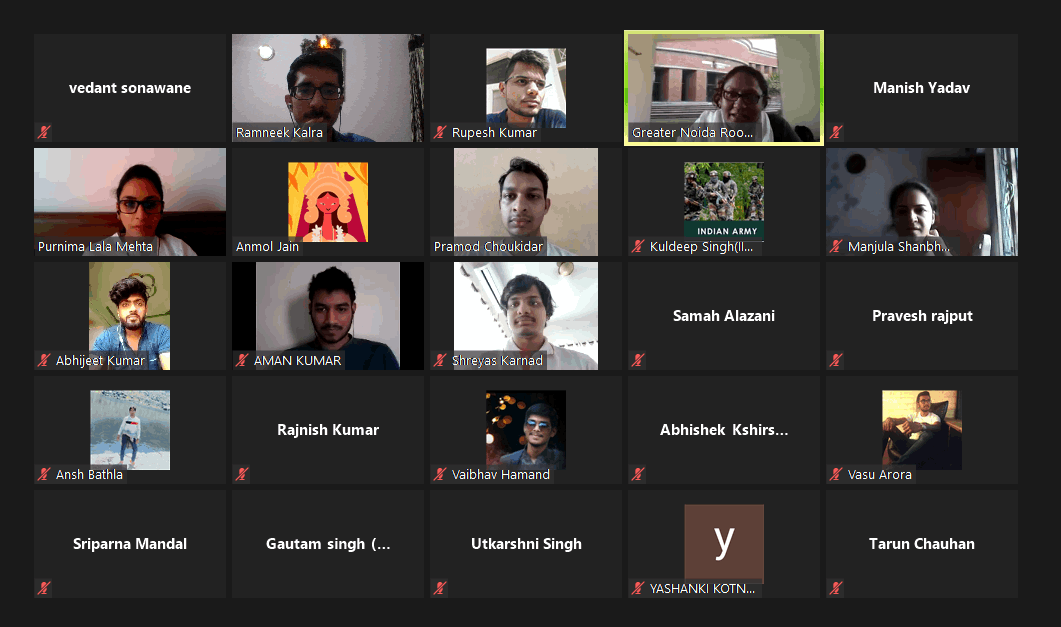 vedant sonawane
Ramneek Kalra
Rupesh Kumar
Greater Noida Roo...
Manish Yadav
Purnima Lala Mehta
Anmol Jain
Pramod Choukidar
INDIAN ARMY
Kuldeep Singh(II...
Manjula Shanbh...
Abhijeet Kumar
AMAN KUMAR
Shreyas Karnad
Samah Alazani
Pravesh rajput
Ansh Bathla
Rajnish Kumar
Vaibhav Hamand
Abhishek Kshirs...
Vasu Arora
Sriparna Mandal
Gautam singh (...
Utkarshni Singh
y
YASHANKI KOTN...
Tarun Chauhan